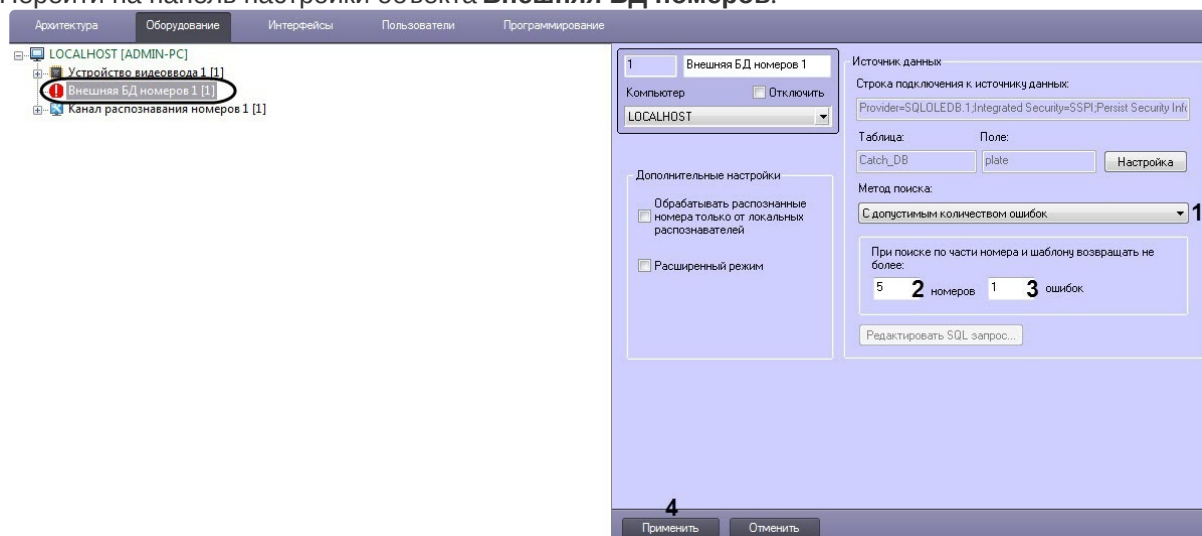 Перейти на панель настройки объекта Внешняя БД номеров.
Архитектура Оборудование Интерфейсы Пользователи Программирование
LOCALHOST [ADMIN-PC]
Устройство видеоввода 1 [1]
Внешняя БД номеров 1 [1]
Канал распознавания номеров 1 [1]
1 Внешняя БД номеров 1
Компьютер Отключить
LOCALHOST
Дополнительные настройки
Обрабатывать распознанные
номера только от локальных
распознавателей
Расширенный режим
Источник данных
Строка подключения к источнику данных:
Provider=SQLOLEDB.1;Integrated Security=SSPI;Persist Security Info
Таблица: Поле:
Catch_DB plate Настройка
Метод поиска:
С допустимым количеством ошибок 1
При поиске по части номера и шаблону возвращать не
более:
5 2 номеров 1 3 ошибок
Редактировать SQL запрос...
4
Применить Отменить